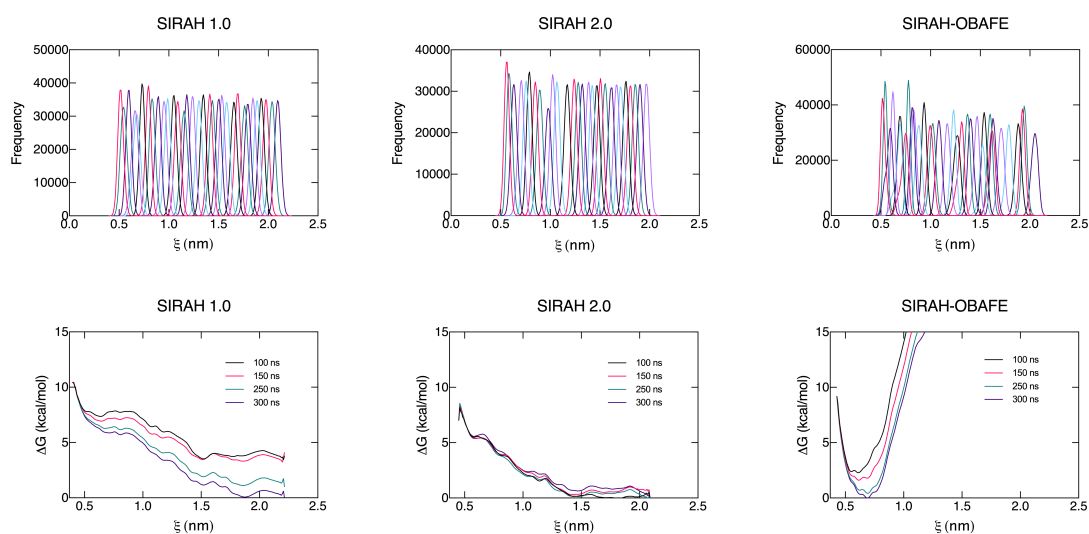 SIRAH 1.0
SIRAH 2.0
SIRAH-OBAFE
50000
40000
30000
20000
10000
0
Frequency
0 0.5 1.0 1.5 2.0 2.5
ξ (nm)
40000
30000
20000
10000
0
Frequency
0 0.5 1.0 1.5 2.0 2.5
ξ (nm)
60000
40000
20000
0
Frequency
0 0.5 1.0 1.5 2.0 2.5
ξ (nm)
SIRAH 1.0
SIRAH 2.0
SIRAH-OBAFE
15
10
5
0
ΔG (kcal/mol)
100 ns
150 ns
250 ns
300 ns
0.5 1.0 1.5 2.0 2.5
ξ (nm)
15
10
5
0
ΔG (kcal/mol)
100 ns
150 ns
250 ns
300 ns
0.5 1.0 1.5 2.0 2.5
ξ (nm)
15
10
5
0
ΔG (kcal/mol)
100 ns
150 ns
250 ns
300 ns
0.5 1.0 1.5 2.0 2.5
ξ (nm)